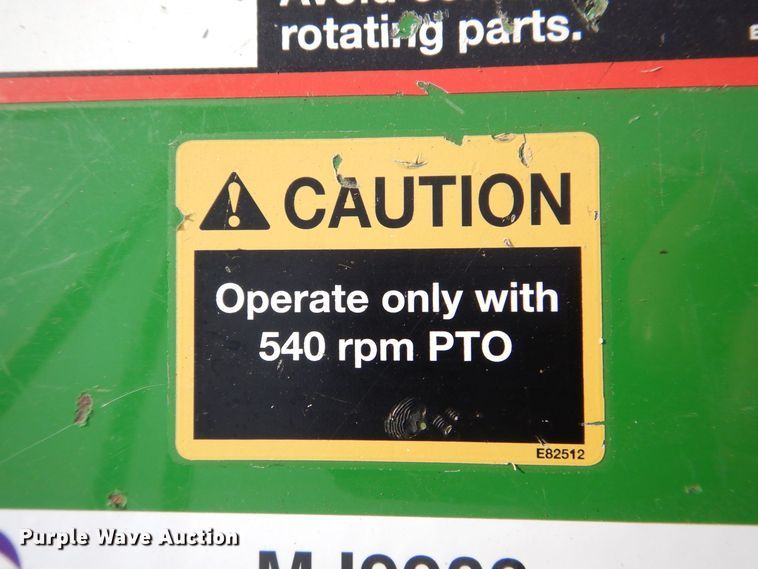 rotating parts.
CAUTION
Operate only with
540 rpm PTO
E82512
Purple Wave Auction